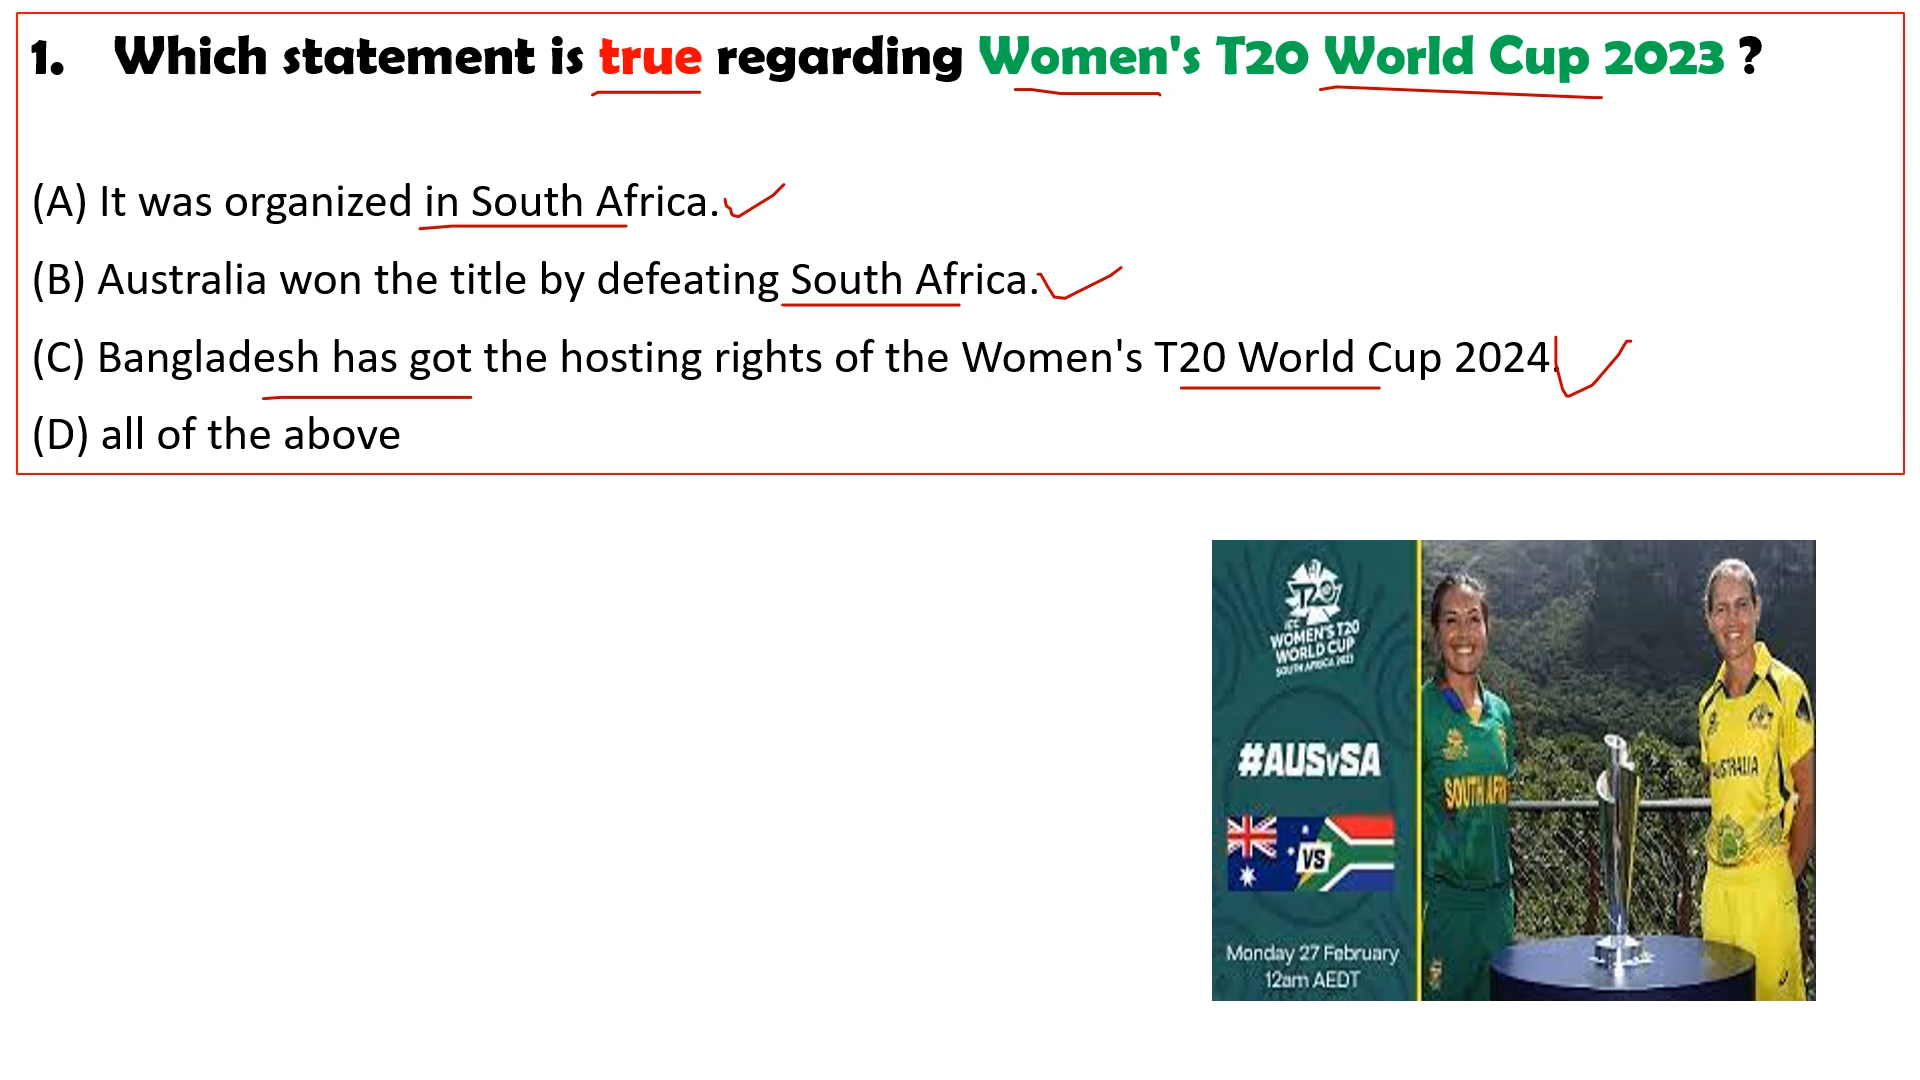 1. Which statement is true regarding Women's T20 World Cup 2023 ?
(A) It was organized in South Africa.
(B) Australia won the title by defeating South Africa.
(C) Bangladesh has got the hosting rights of the Women's T20 World Cup 2024.
(D) all of the above
T20
ICC
WOMEN'S T20
WORLD CUP
SOUTH AFRICA 2023
#AUSvSA
VS
Monday 27 February
12am AEDT
SOUTH AFRI
AUSTRALIA